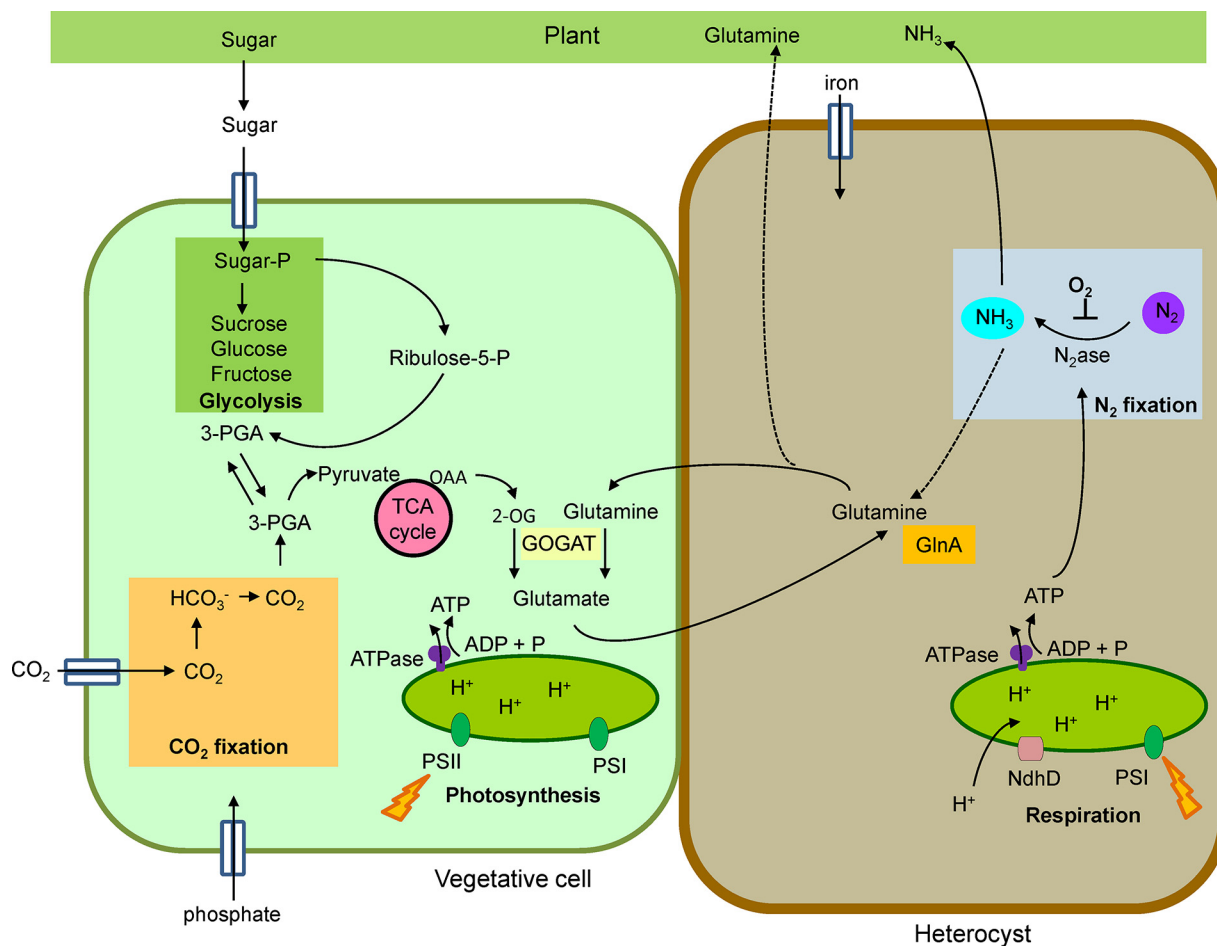 Plant
Sugar
Glutamine
NH3
iron
Sugar
Sugar-P
Sucrose
Glucose
Fructose
Glycolysis
Ribulose-5-P
3-PGA
3-PGA
Pyruvate
OAA
TCA
cycle
2-OG
Glutamine
GOGAT
Glutamate
HCO3-
CO2
CO2
CO2
CO2 fixation
ATP
ATPase
ADP + P
H+
H+
H+
PSII
PSI
Photosynthesis
Vegetative cell
phosphate
O2
NH3
N2
N2ase
N2 fixation
Glutamine
GlnA
ATP
ATPase
ADP + P
H+
H+
H+
H+
NdhD
PSI
Respiration
Heterocyst